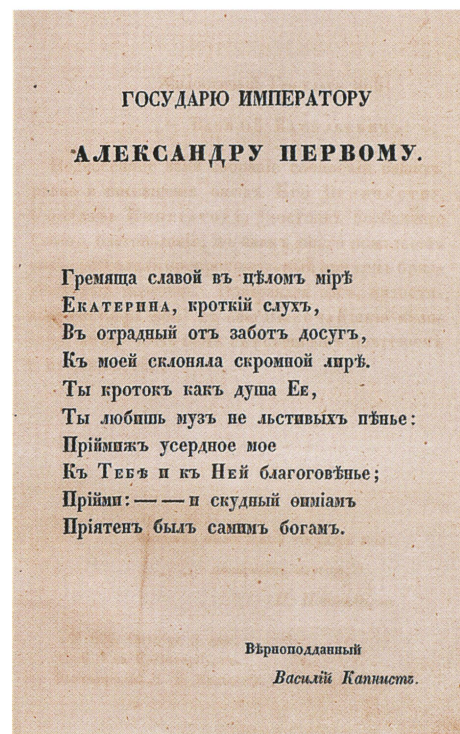 ГОСУДАРЮ ИМПЕРАТОРУ
АЛЕКСАНДРУ ПЕРВОМУ.
Гремяща славой въ цѣломъ мірѣ
Екатерина, кроткій слухъ,
Въ отрадный отъ заботъ досугъ,
Къ моей склоняла скромной лирѣ.
Ты кротокъ какъ душа Ее,
Ты любишь музъ не льстивыхъ пѣнье:
Пріймижъ усердное мое
Къ Тебѣ и къ Ней благоговѣнье;
Прійми: — — и скудный ѳиміамъ
Пріятенъ былъ самимъ богамъ.
Вѣрноподданный
Василій Капнистъ.